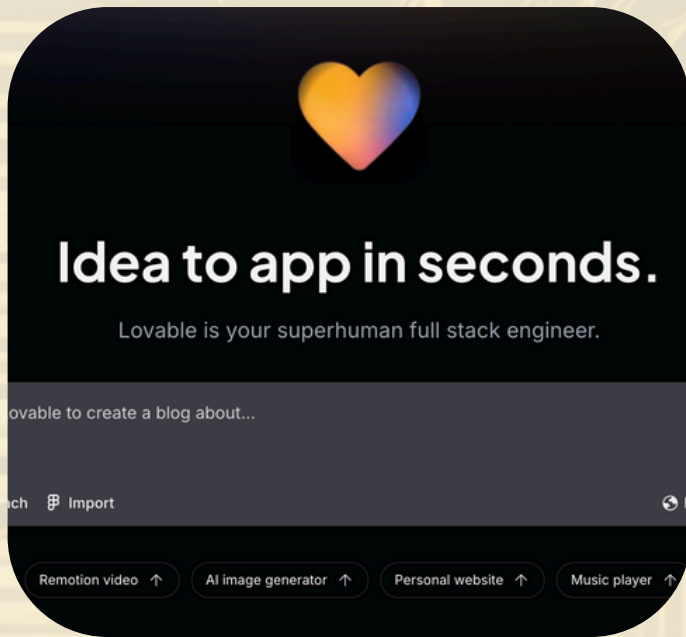 Idea to app in seconds.
Lovable is your superhuman full stack engineer.
ovable to create a blog about...
ach Import
Remotion video AI image generator Personal website Music player